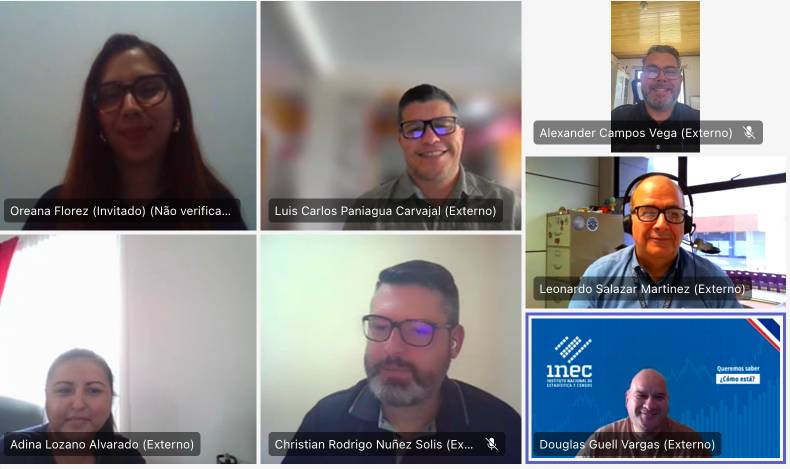 Oreana Florez (Invitado) (Não verifica...
Luis Carlos Paniagua Carvajal (Externo)
Alexander Campos Vega (Externo)
Leonardo Salazar Martinez (Externo)
Adina Lozano Alvarado (Externo)
Christian Rodrigo Nuñez Solis (Ex...
inec
INSTITUTO NACIONAL DE
ESTADÍSTICA Y CENSOS
Queremos saber
¿Cómo está?
Douglas Guell Vargas (Externo)